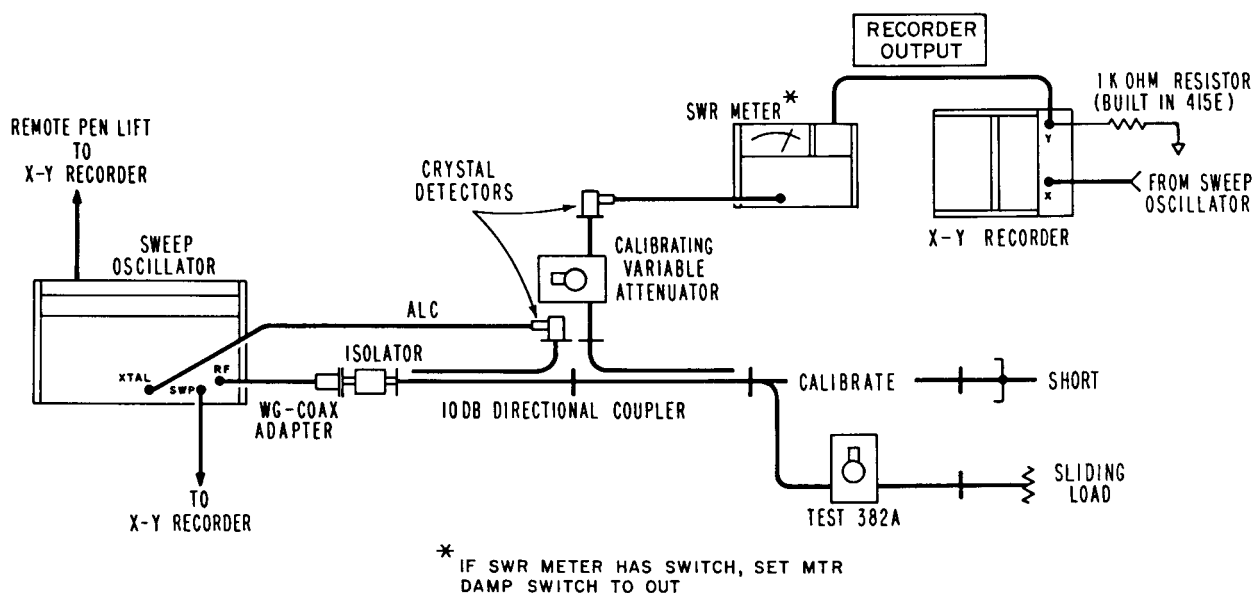 RECORDER
OUTPUT
1K OHM RESISTOR
(BUILT IN 415E)
SWR METER*
Y
X
FROM SWEEP
OSCILLATOR
X-Y RECORDER
REMOTE PEN LIFT
TO
X-Y RECORDER
CRYSTAL
DETECTORS
SWEEP
OSCILLATOR
CALIBRATING
VARIABLE
ATTENUATOR
ALC
ISOLATOR
XTAL
SWP
RF
WG-COAX
ADAPTER
10DB DIRECTIONAL COUPLER
CALIBRATE
SHORT
TO
X-Y RECORDER
TEST 382A
SLIDING
LOAD
* IF SWR METER HAS SWITCH, SET MTR
DAMP SWITCH TO OUT